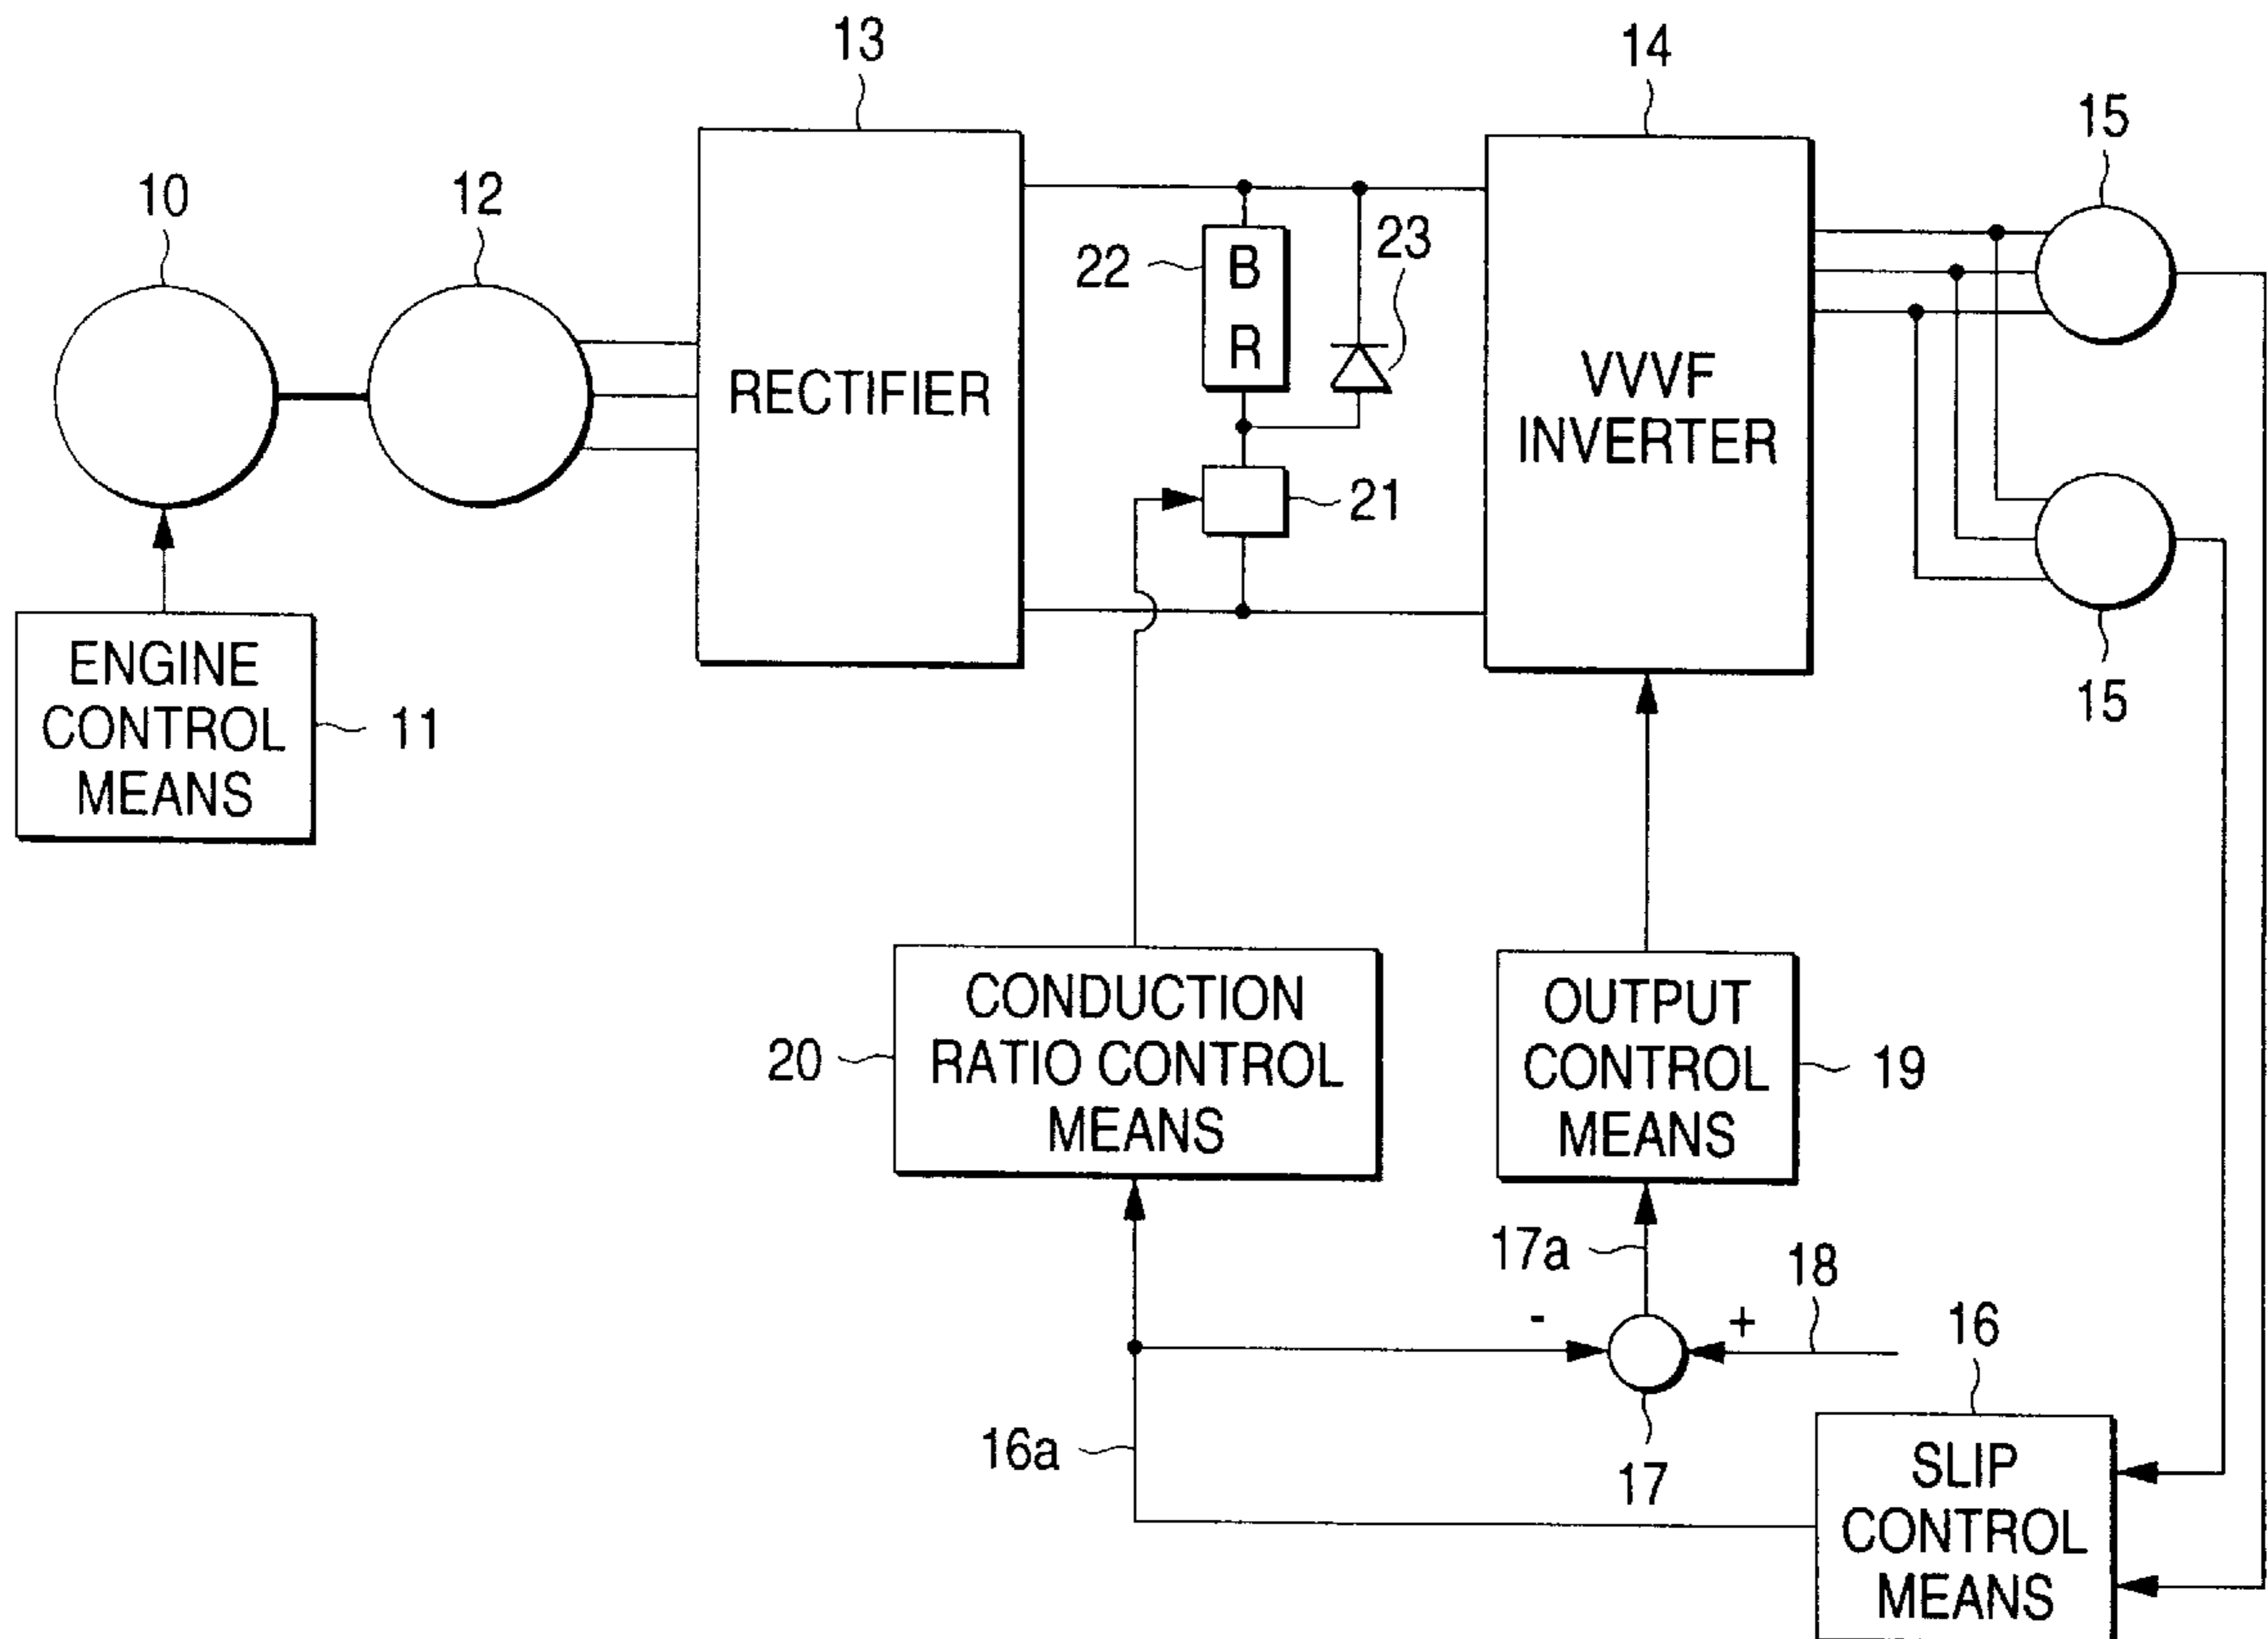 13
14
15
10
12
22
B
R
23
RECTIFIER
VVVF
INVERTER
21
15
ENGINE
CONTROL
MEANS
11
CONDUCTION
RATIO CONTROL
MEANS
20
OUTPUT
CONTROL
MEANS
19
17a
18
-
+
16
16a
17
SLIP
CONTROL
MEANS